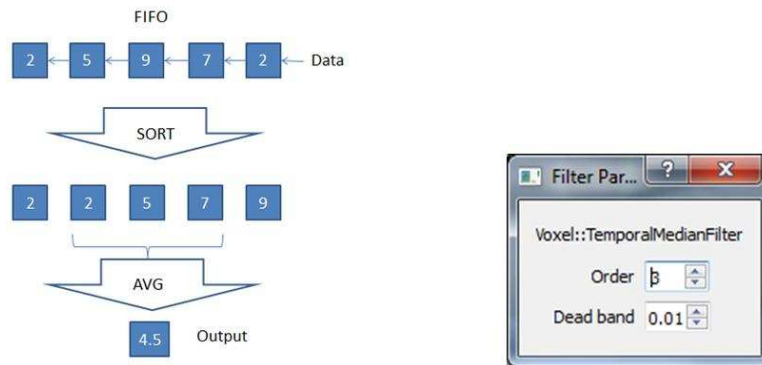 FIFO
2 5 9 7 2 Data
SORT
2 2 5 7 9
AVG
4.5 Output
Filter Par... ? x
Voxel::TemporalMedianFilter
Order 3
Dead band 0.01